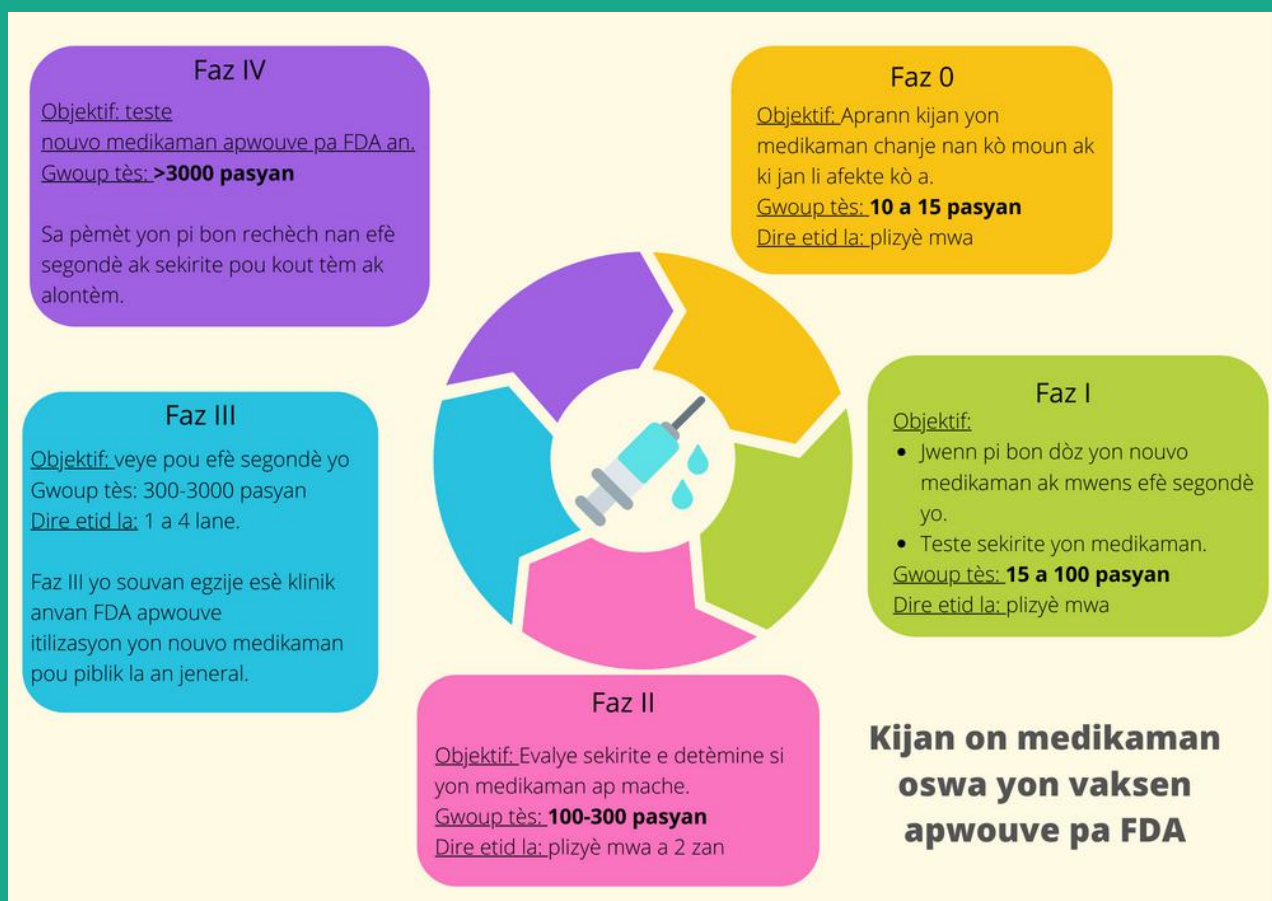 Faz 0
Objektif: Aprann kijan yon
medikaman chanje nan kò moun ak
ki jan li afekte kò a.
Gwoup tès: 10 a 15 pasyan
Dire etid la: plizyè mwa
Faz I
Objektif:
• Jwenn pi bon dòz yon nouvo
medikaman ak mwens efè segondè
yo.
• Teste sekirite yon medikaman.
Gwoup tès: 15 a 100 pasyan
Dire etid la: plizyè mwa
Faz II
Objektif: Evalye sekirite e detèmine si
yon medikaman ap mache.
Gwoup tès: 100-300 pasyan
Dire etid la: plizyè mwa a 2 zan
Faz III
Objektif: veye pou efè segondè yo
Gwoup tès: 300-3000 pasyan
Dire etid la: 1 a 4 lane.
Faz III yo souvan egzije esè klinik
anvan FDA apwouve
itilizasyon yon nouvo medikaman
pou piblik la an jeneral.
Faz IV
Objektif: teste
nouvo medikaman apwouve pa FDA an.
Gwoup tès: >3000 pasyan
Sa pèmèt yon pi bon rechèch nan efè
segondè ak sekirite pou kout tèm ak
alontèm.
Kijan on medikaman
oswa yon vaksen
apwouve pa FDA